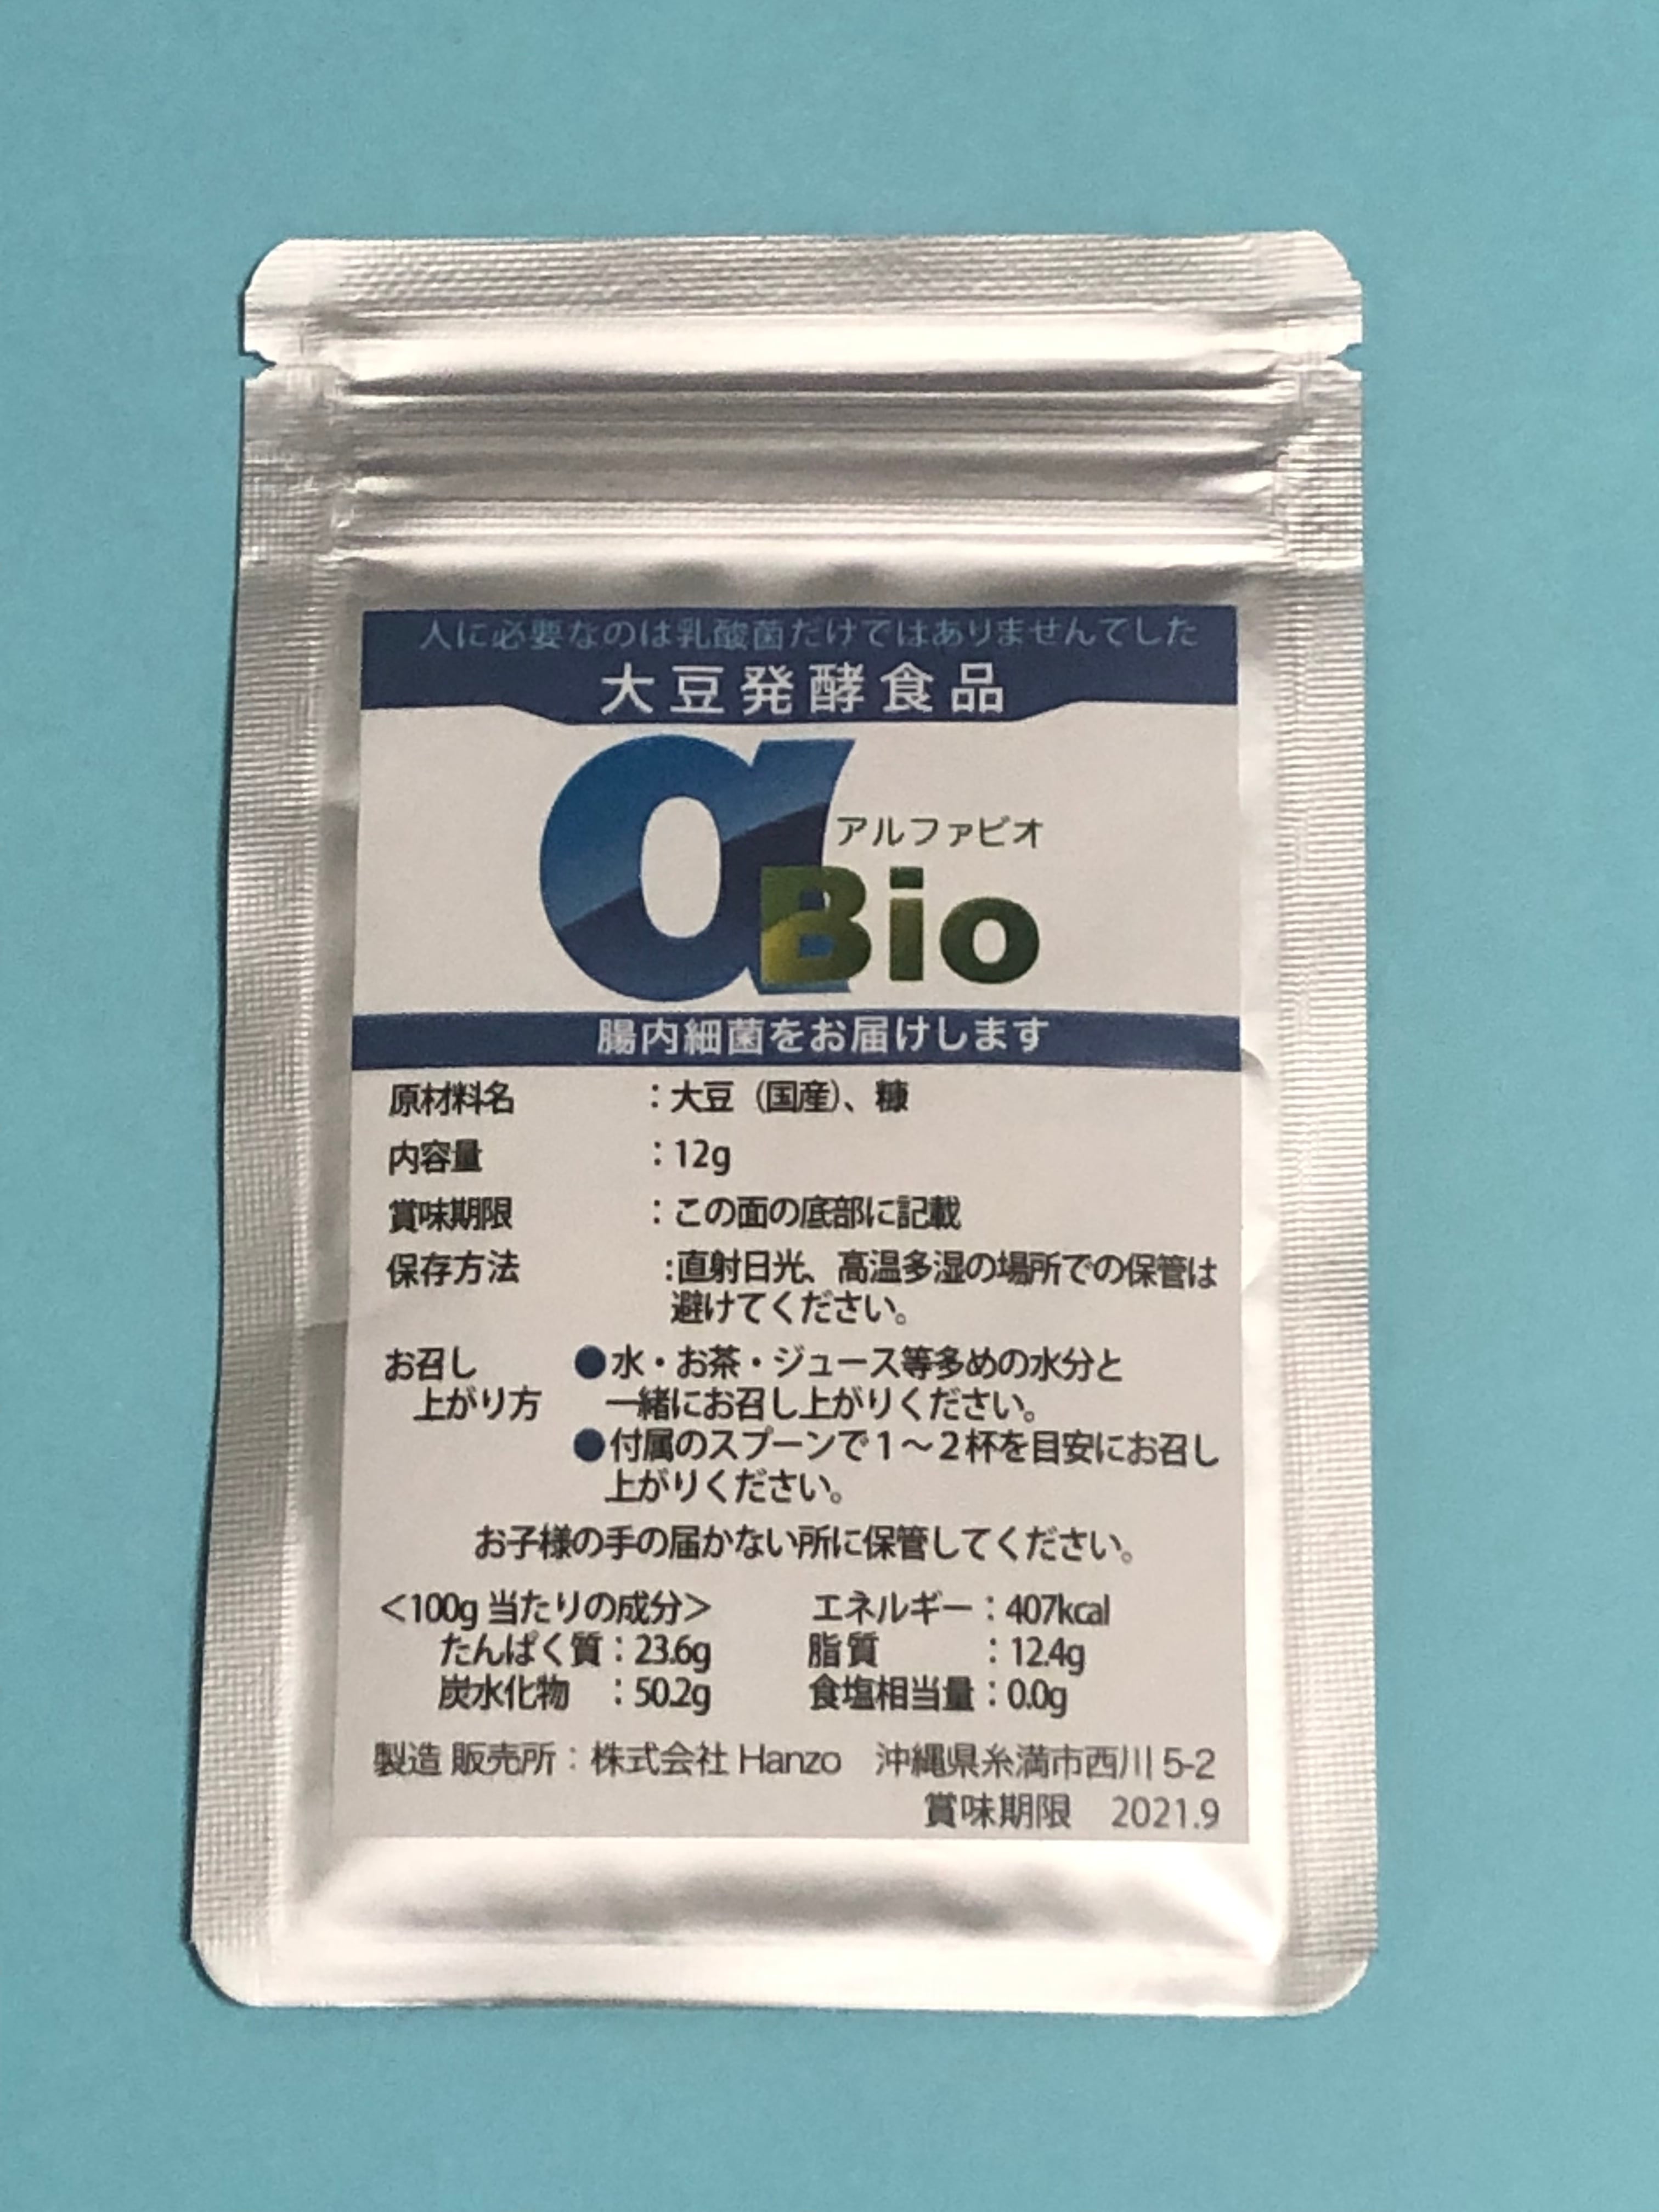 人に必要なのは乳酸菌だけではありませんでした
大豆発酵食品
α
アルファビオ
Bio
腸内細菌をお届けします
原材料名 :大豆(国産)、糠
内容量 :12g
賞味期限 :この面の底部に記載
保存方法 :直射日光、高温多湿の場所での保管は
避けてください。
お召し ●水・お茶・ジュース等多めの水分と
上がり方 一緒にお召し上がりください。
●付属のスプーンで1〜2杯を目安にお召し
上がりください。
お子様の手の届かない所に保管してください。
<100g 当たりの成分> エネルギー:407kcal
たんぱく質:23.6g 脂質 :12.4g
炭水化物 :50.2g 食塩相当量:0.0g
製造 販売所:株式会社 Hanzo 沖縄県糸満市西川 5-2
賞味期限 2021.9